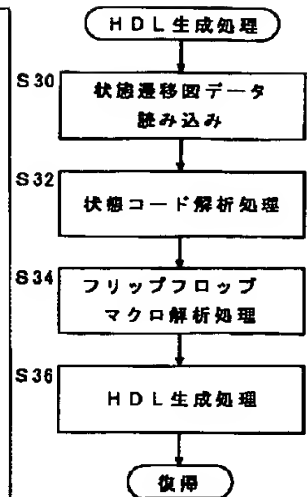 HDL生成処理
S30
状態遷移図データ
読み込み
S32
状態コード解析処理
S34
フリップフロップ
マクロ解析処理
S36
HDL生成処理
復帰